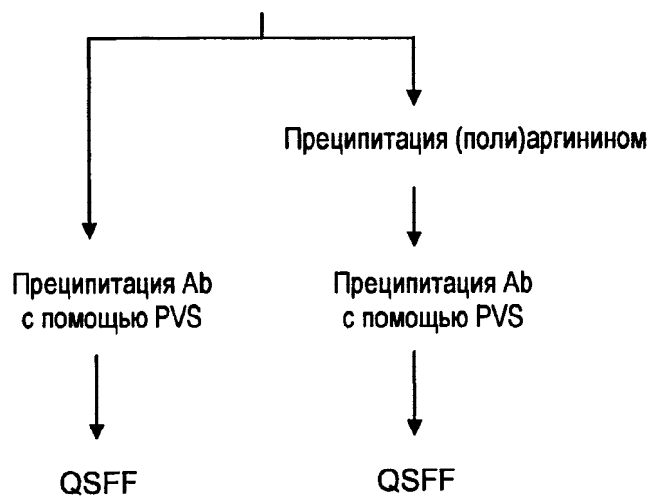 Преципитация (поли)аргинином
Преципитация Ab
с помощью PVS
Преципитация Ab
с помощью PVS
QSFF
QSFF